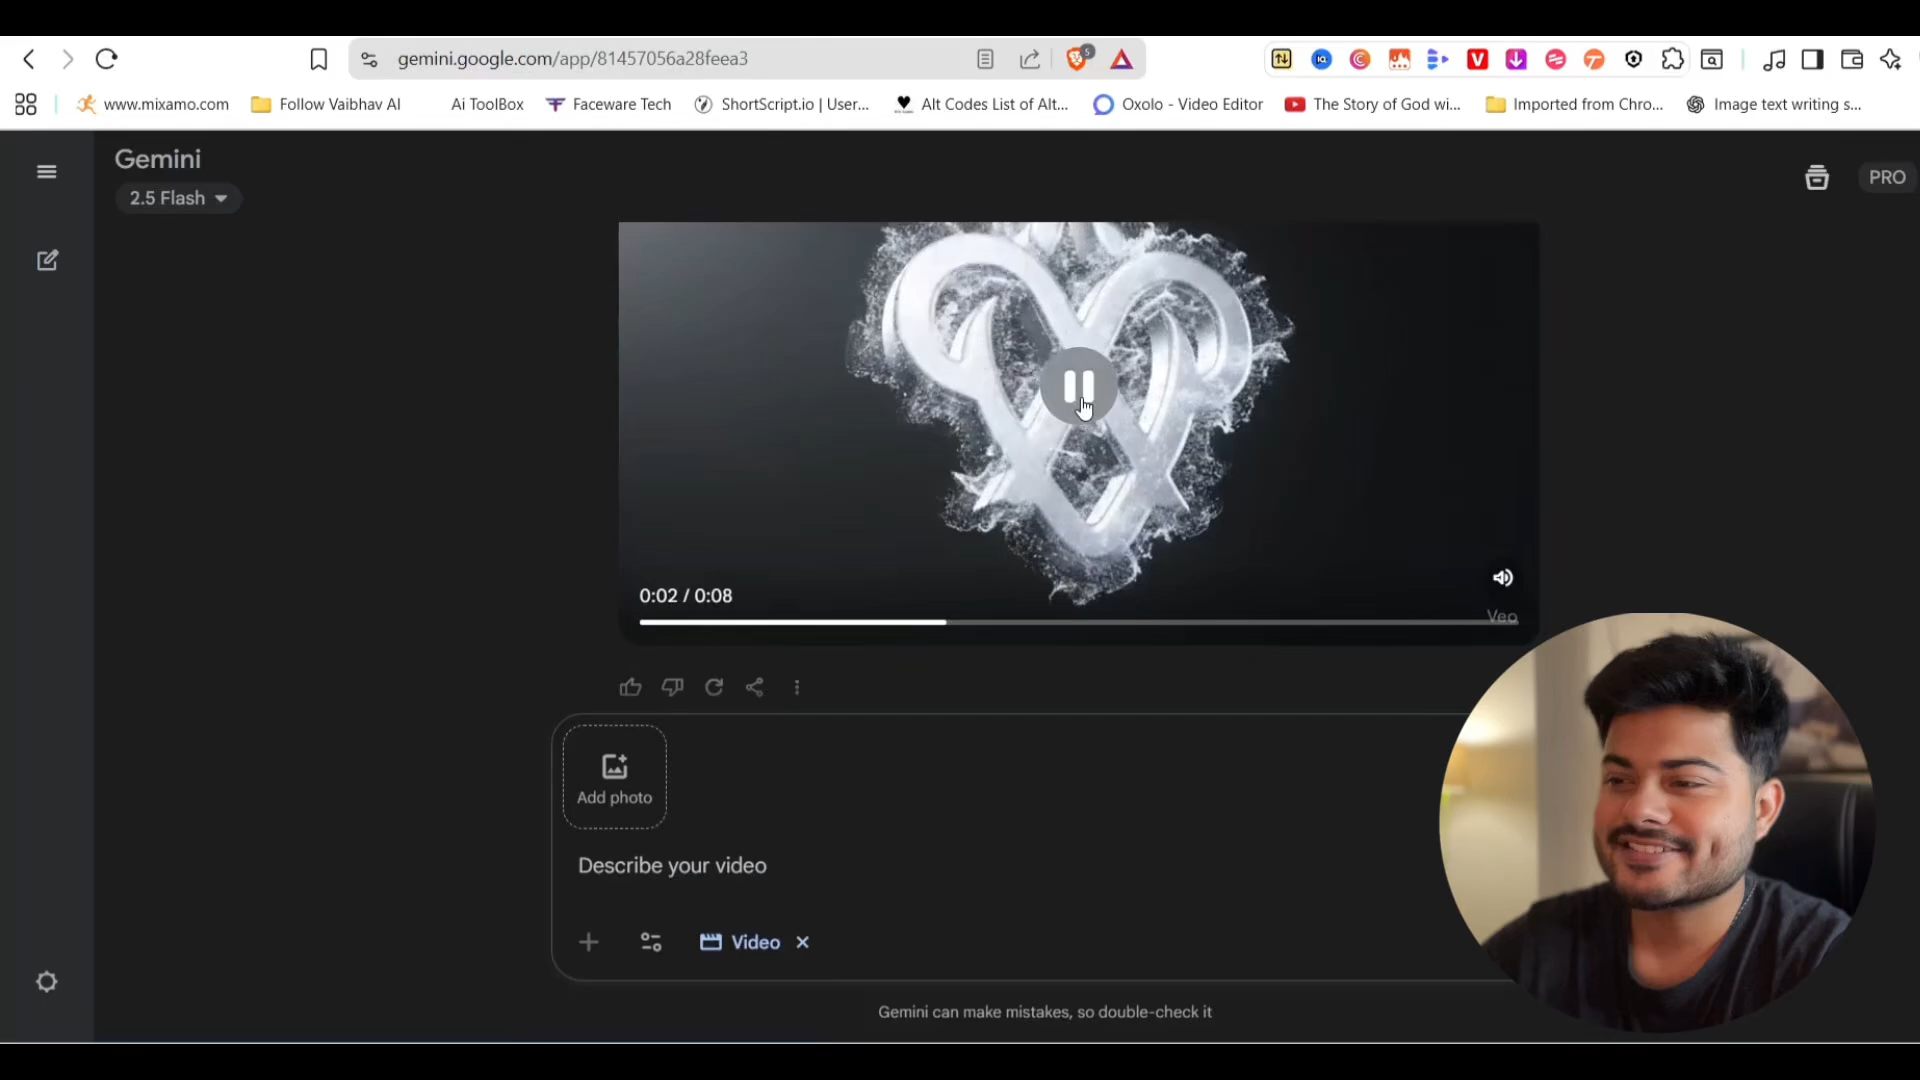 gemini.google.com/app/81457056a28feea3
www.mixamo.com
Follow Vaibhav AI
Ai ToolBox
Faceware Tech
ShortScript.io | User...
Alt Codes List of Alt...
Oxolo - Video Editor
The Story of God wi...
Imported from Chro...
Image text writing s...
Gemini
2.5 Flash
PRO
0:02 / 0:08
Veo
Add photo
Describe your video
Video
Gemini can make mistakes, so double-check it